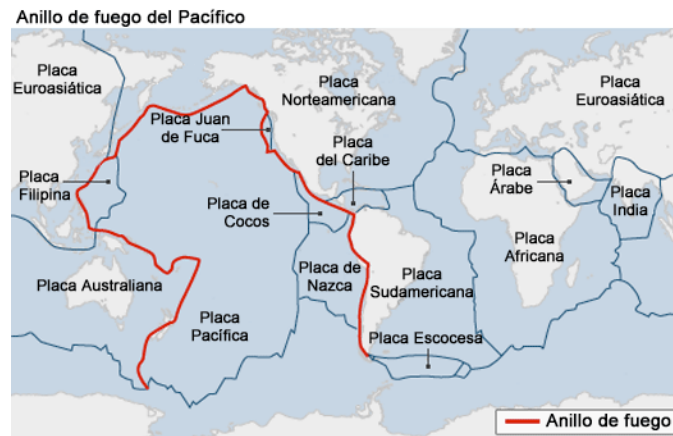 Anillo de fuego del Pacífico
Placa
Euroasiática
Placa
Norteamericana
Placa
Euroasiática
Placa Juan
de Fuca
Placa
del Caribe
Placa
Filipina
Placa
Árabe
Placa
India
Placa de
Cocos
Placa
Africana
Placa Australiana
Placa de
Nazca
Placa
Sudamericana
Placa
Pacífica
Placa Escocesa
Anillo de fuego